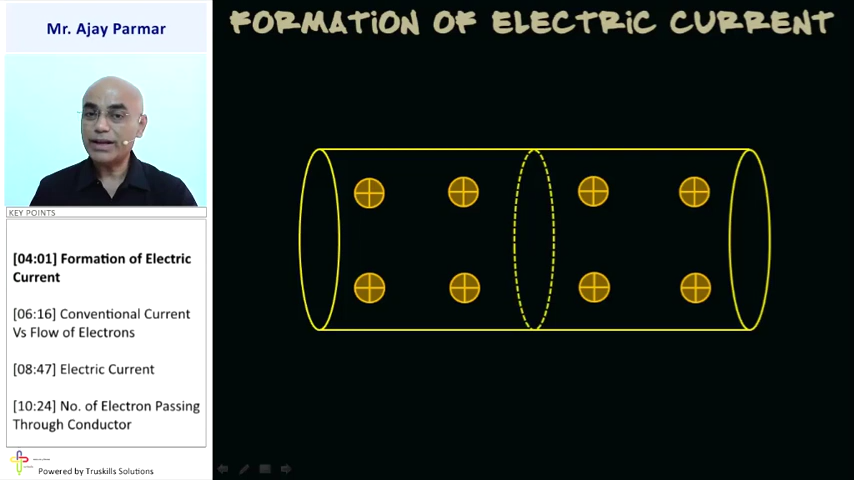 Mr. Ajay Parmar
FORMATION OF ELECTRIC CURRENT
KEY POINTS
[04:01] Formation of Electric
Current
[06:16] Conventional Current
Vs Flow of Electrons
[08:47] Electric Current
[10:24] No. of Electron Passing
Through Conductor
Powered by Truskills Solutions